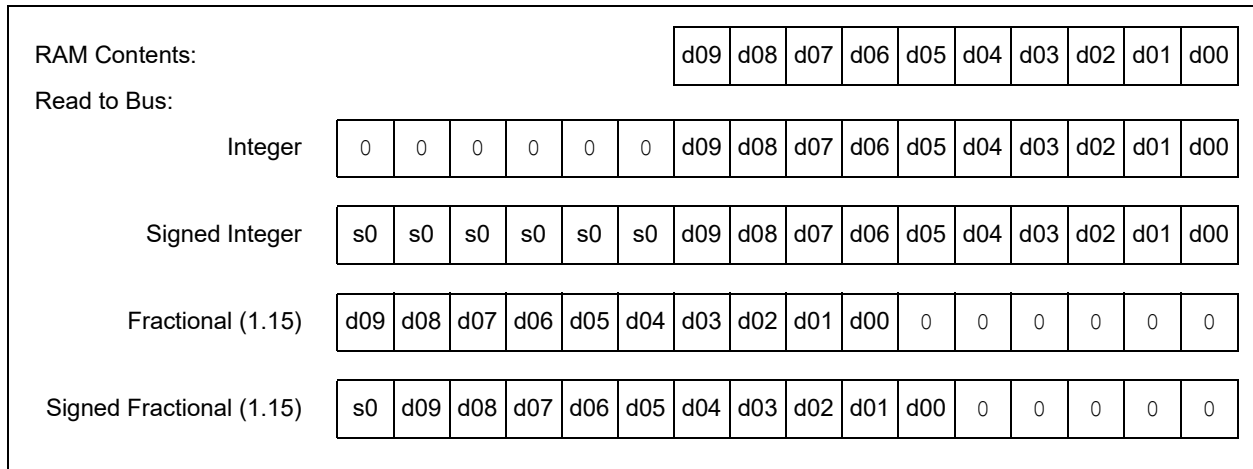 RAM Contents: d09 d08 d07 d06 d05 d04 d03 d02 d01 d00
Read to Bus:
Integer 0 0 0 0 0 0 d09 d08 d07 d06 d05 d04 d03 d02 d01 d00
Signed Integer s0 s0 s0 s0 s0 s0 d09 d08 d07 d06 d05 d04 d03 d02 d01 d00
Fractional (1.15) d09 d08 d07 d06 d05 d04 d03 d02 d01 d00 0 0 0 0 0 0
Signed Fractional (1.15) s0 d09 d08 d07 d06 d05 d04 d03 d02 d01 d00 0 0 0 0 0